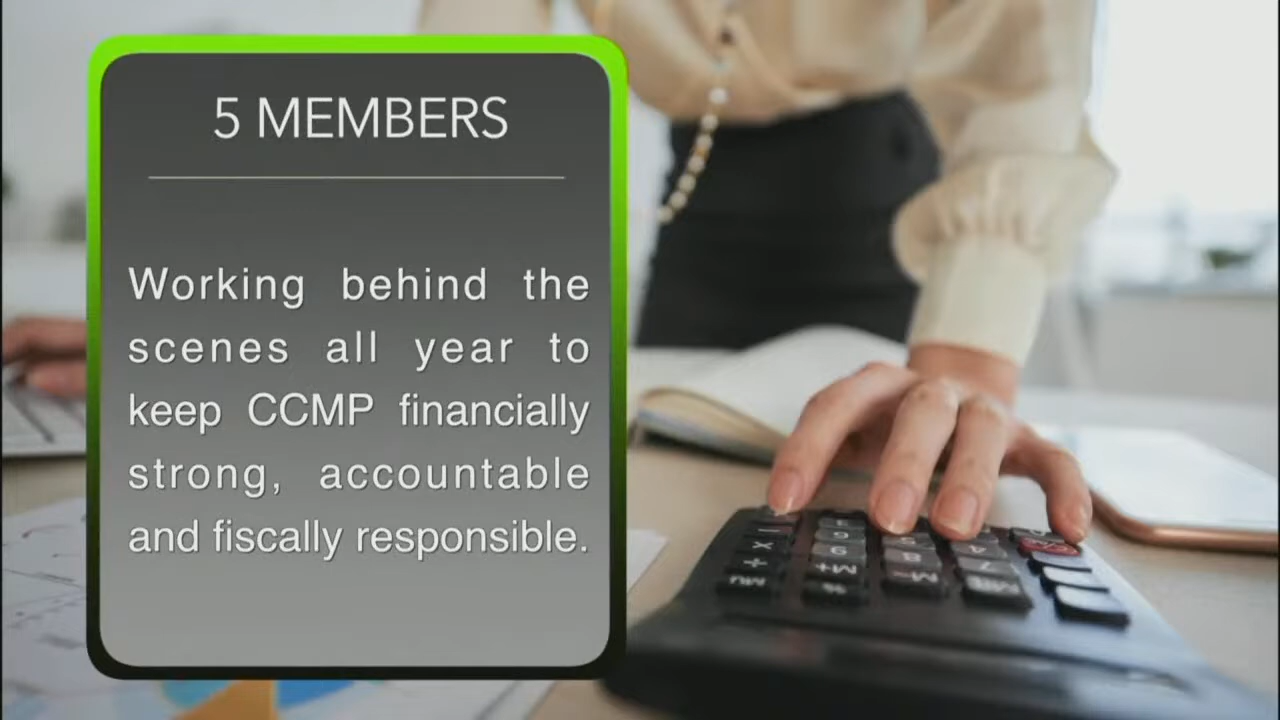 5 MEMBERS
Working behind the
scenes all year to
keep CCMP financially
strong, accountable
and fiscally responsible.